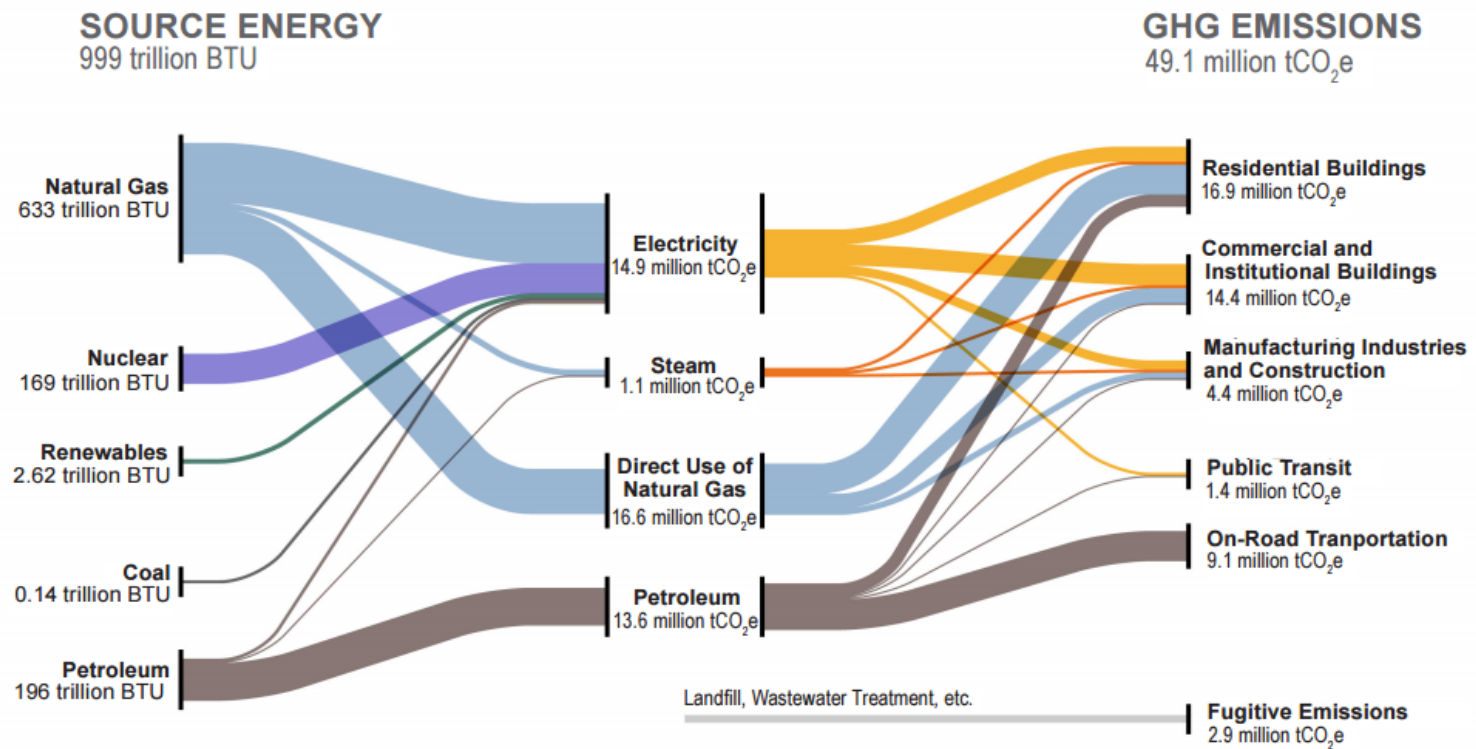 SOURCE ENERGY
999 trillion BTU
GHG EMISSIONS
49.1 million tCO₂e
Natural Gas
633 trillion BTU
Nuclear
169 trillion BTU
Renewables
2.62 trillion BTU
Coal
0.14 trillion BTU
Petroleum
196 trillion BTU
Electricity
14.9 million tCO₂e
Steam
1.1 million tCO₂e
Direct Use of
Natural Gas
16.6 million tCO₂e
Petroleum
13.6 million tCO₂e
Landfill, Wastewater Treatment, etc.
Residential Buildings
16.9 million tCO₂e
Commercial and
Institutional Buildings
14.4 million tCO₂e
Manufacturing Industries
and Construction
4.4 million tCO₂e
Public Transit
1.4 million tCO₂e
On-Road Tranportation
9.1 million tCO₂e
Fugitive Emissions
2.9 million tCO₂e